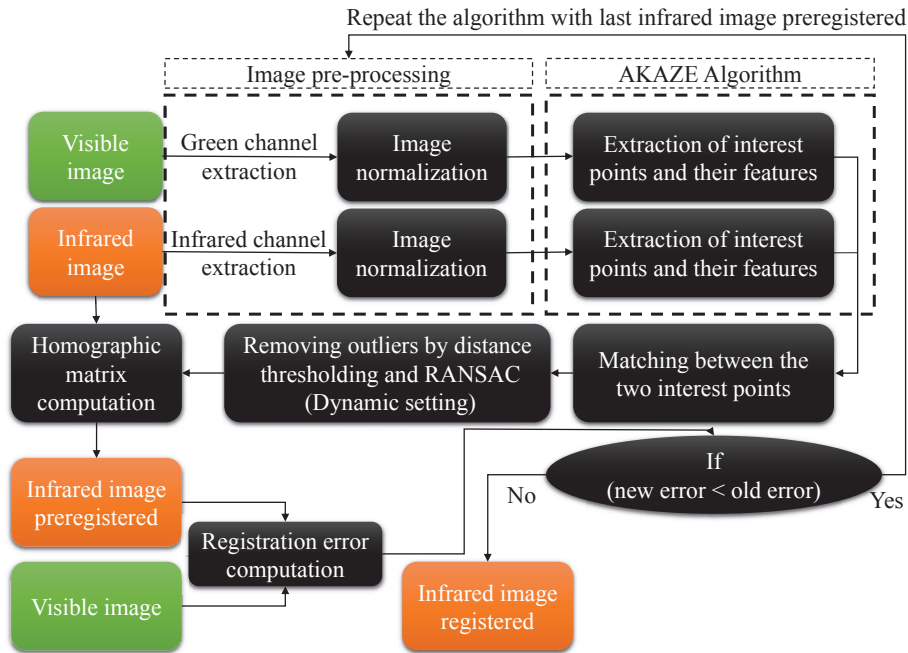 Repeat the algorithm with last infrared image preregistered
Image pre-processing
AKAZE Algorithm
Visible
image
Green channel
extraction
Image
normalization
Extraction of interest
points and their features
Infrared
image
Infrared channel
extraction
Image
normalization
Extraction of interest
points and their features
Homographic
matrix
computation
Removing outliers by distance
thresholding and RANSAC
(Dynamic setting)
Matching between the
two interest points
If
(new error < old error)
No
Yes
Infrared image
preregistered
Registration error
computation
Visible image
Infrared image
registered